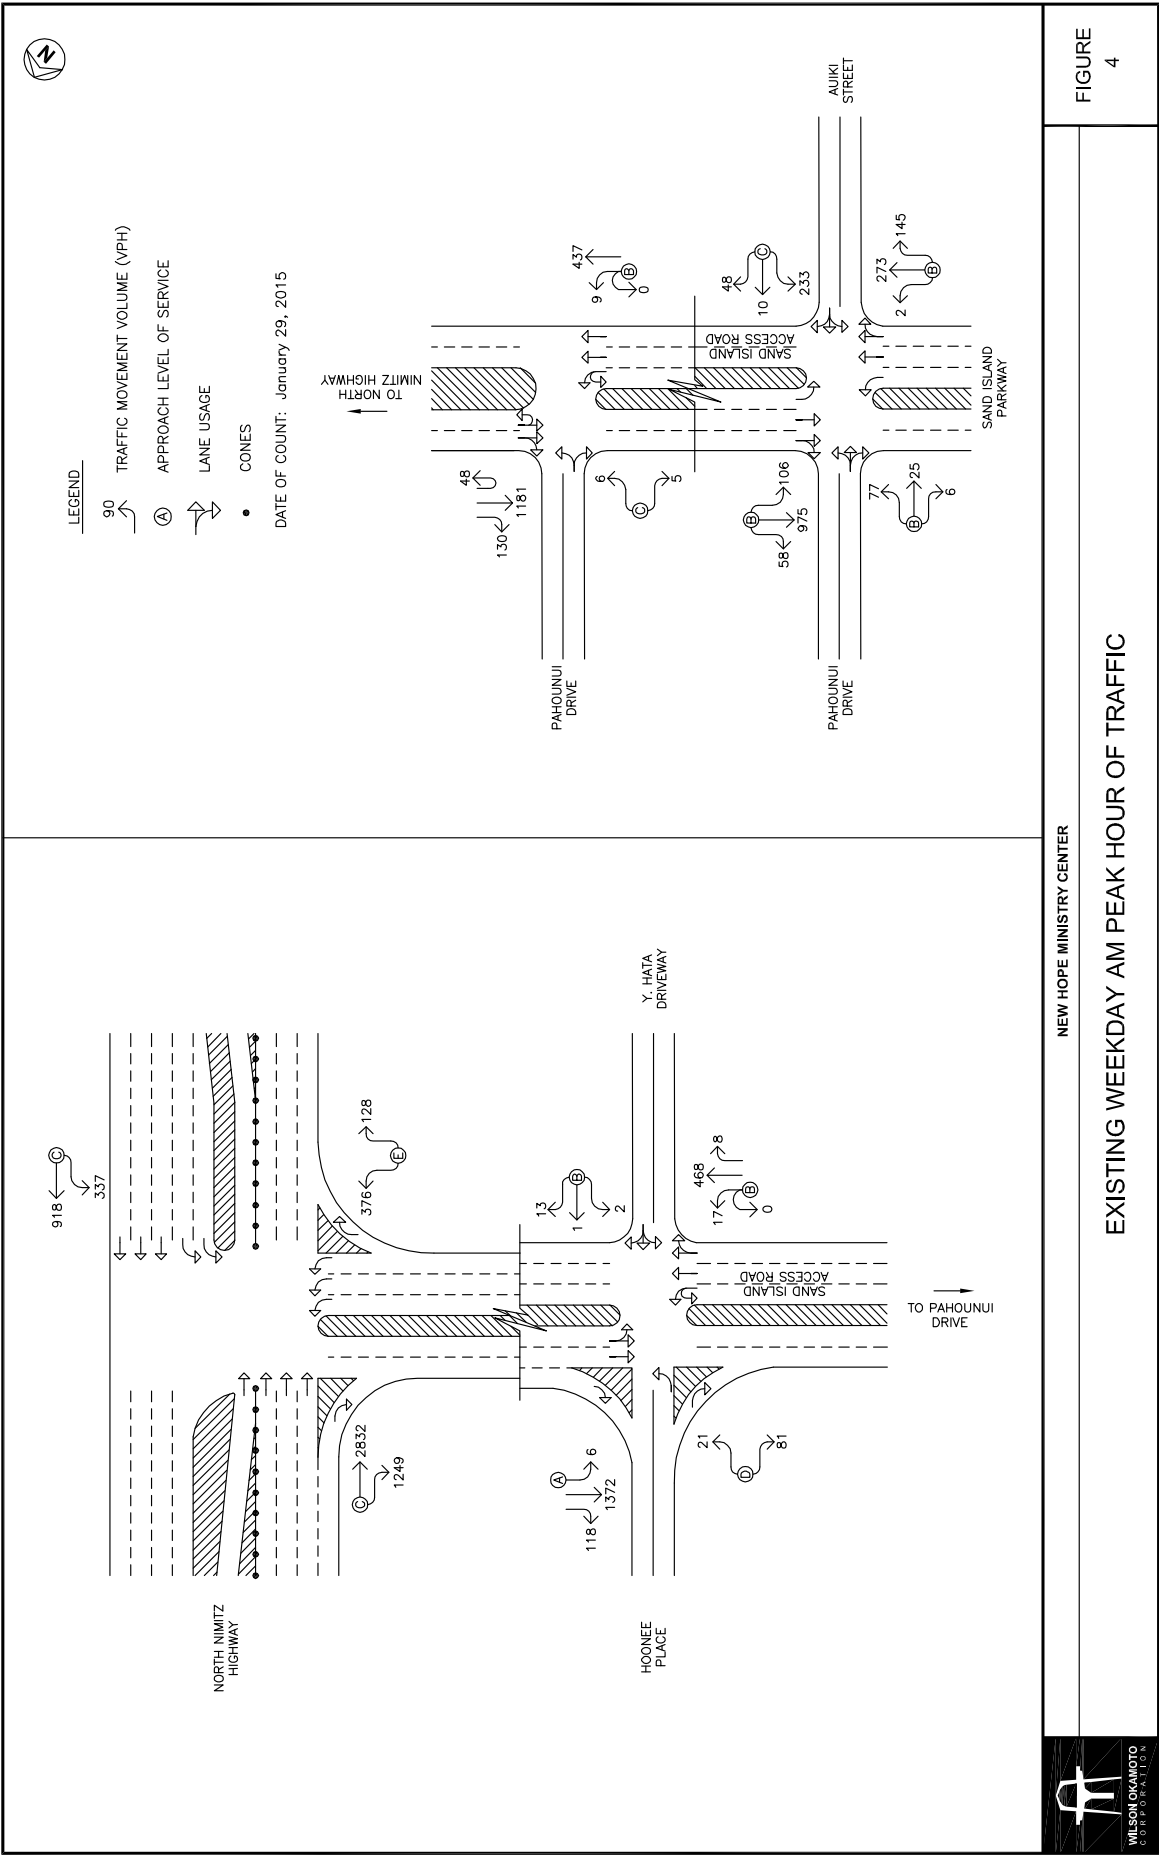 N
LEGEND
90 TRAFFIC MOVEMENT VOLUME (VPH)
A APPROACH LEVEL OF SERVICE
LANE USAGE
CONES
DATE OF COUNT: January 29, 2015
918
C
337
NORTH NIMITZ
HIGHWAY
C
2832
1249
376
128
E
118
1372
6
A
13
1
2
B
Y. HATA
DRIVEWAY
HOONEE
PLACE
21
81
D
17
468
8
0
B
SAND ISLAND
ACCESS ROAD
TO PAHOUNUI
DRIVE
TO NORTH
NIMITZ HIGHWAY
130
1181
48
9
437
0
B
PAHOUNUI
DRIVE
6
5
C
SAND ISLAND
ACCESS ROAD
48
10
233
C
AUIKI
STREET
58
975
106
B
PAHOUNUI
DRIVE
77
25
6
B
2
273
145
B
SAND ISLAND
PARKWAY
WILSON OKAMOTO
CORPORATION
NEW HOPE MINISTRY CENTER
EXISTING WEEKDAY AM PEAK HOUR OF TRAFFIC
FIGURE
4